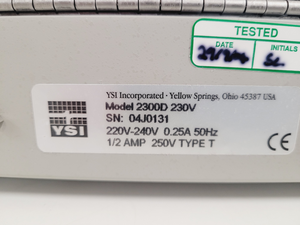 TESTED
DATE
INITIALS
YSI
YSI Incorporated · Yellow Springs, Ohio 45387 USA
Model 2300D 230V
SN: 04J0131
220V-240V 0.25A 50Hz
1/2 AMP 250V TYPE T